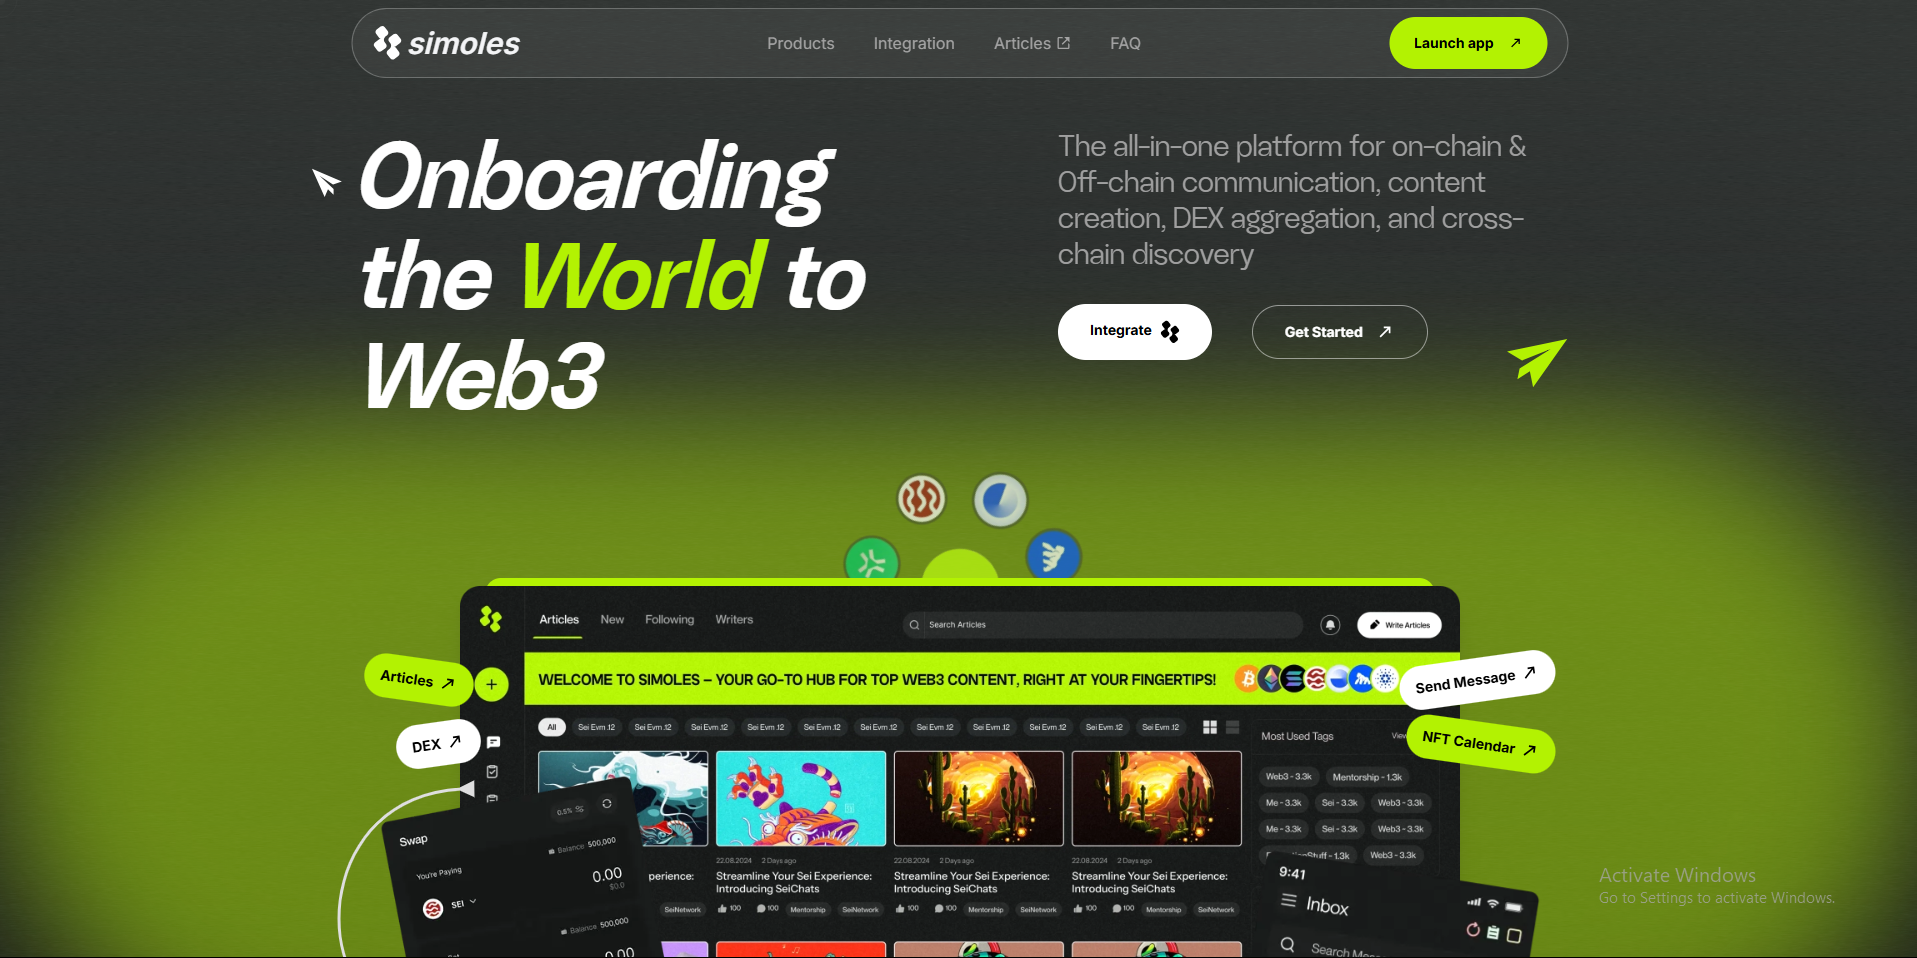 simoles
Products
Integration
Articles
FAQ
Launch app
Onboarding
the World to
Web3
The all-in-one platform for on-chain &
Off-chain communication, content
creation, DEX aggregation, and cross-
chain discovery
Integrate
Get Started
Articles
New
Following
Writers
Search Articles
Write Articles
WELCOME TO SIMOLES – YOUR GO-TO HUB FOR TOP WEB3 CONTENT, RIGHT AT YOUR FINGERTIPS!
Articles
DEX
Send Message
NFT Calendar
All
Sei Evm .12
Sei Evm .12
Sei Evm .12
Sei Evm .12
Sei Evm .12
Sei Evm .12
Sei Evm .12
Sei Evm .12
Sei Evm .12
Sei Evm .12
Sei Evm .12
Most Used Tags
View
Web3 - 3.3k
Mentorship - 1.3k
Me - 3.3k
Sei - 3.3k
Web3 - 3.3k
Me - 3.3k
Sei - 3.3k
Web3 - 3.3k
Web3 - 3.3k
0.5%
Swap
Balance 500,000
You're Paying
0.00
$0.0
SEI
Balance 500,000
0.00
perience:
SeiNetwork
22.08.2024 2 Days ago
Streamline Your Sei Experience:
Introducing SeiChats
100 100 Mentorship SeiNetwork
22.08.2024 2 Days ago
Streamline Your Sei Experience:
Introducing SeiChats
100 100 Mentorship SeiNetwork
22.08.2024 2 Days ago
Streamline Your Sei Experience:
Introducing SeiChats
100 100 Mentorship SeiNetwork
9:41
Inbox
Search
Activate Windows
Go to Settings to activate Windows.